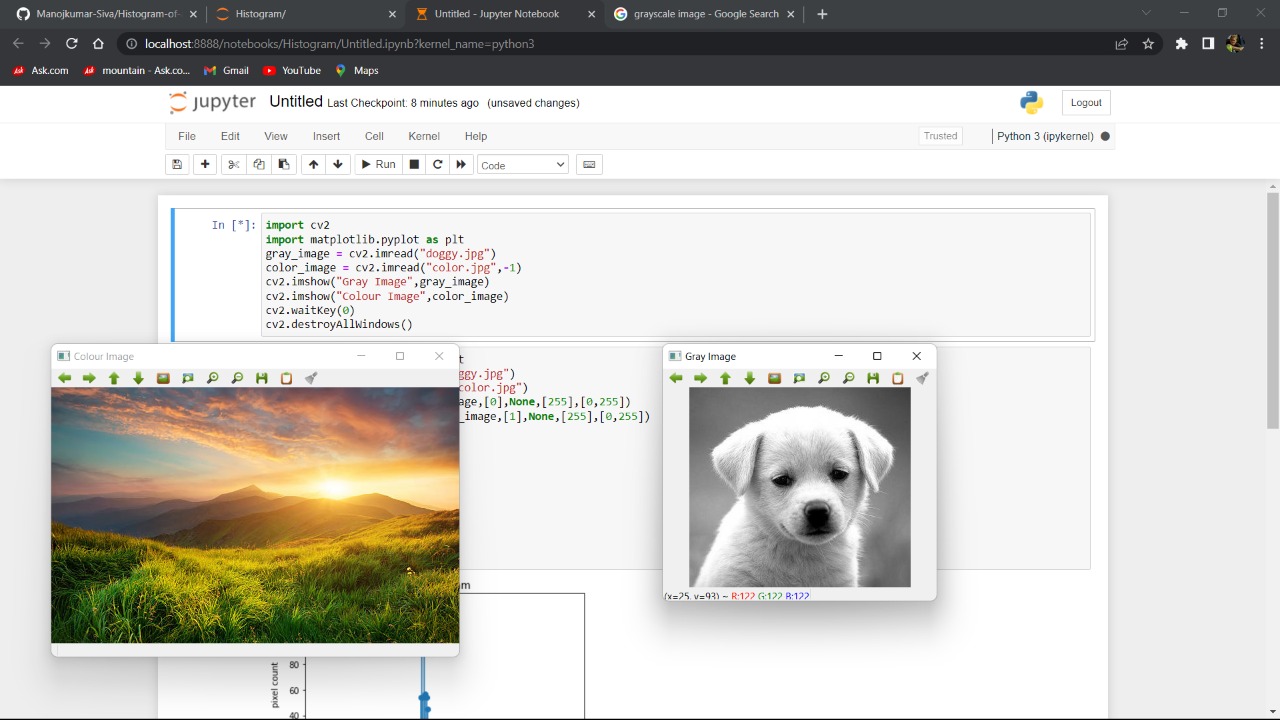 Manojkumar-Siva/Histogram-of-
Histogram/
Untitled - Jupyter Notebook
grayscale image - Google Search
localhost:8888/notebooks/Histogram/Untitled.ipynb?kernel_name=python3
Ask Ask.com
Ask mountain - Ask.co...
Gmail
YouTube
Maps
jupyter Untitled Last Checkpoint: 8 minutes ago (unsaved changes)
Logout
File Edit View Insert Cell Kernel Help
Trusted
Python 3 (ipykernel)
Run
Code
In [*]:
import cv2
import matplotlib.pyplot as plt
gray_image = cv2.imread("doggy.jpg")
color_image = cv2.imread("color.jpg",-1)
cv2.imshow("Gray Image",gray_image)
cv2.imshow("Colour Image",color_image)
cv2.waitKey(0)
cv2.destroyAllWindows()
Colour Image
t
ggy.jpg")
color.jpg")
age,[0],None,[255],[0,255])
_image,[1],None,[255],[0,255])
Gray Image
(x=25, y=93) ~ R:122 G:122 B:122
m
pixel count
80
60
40